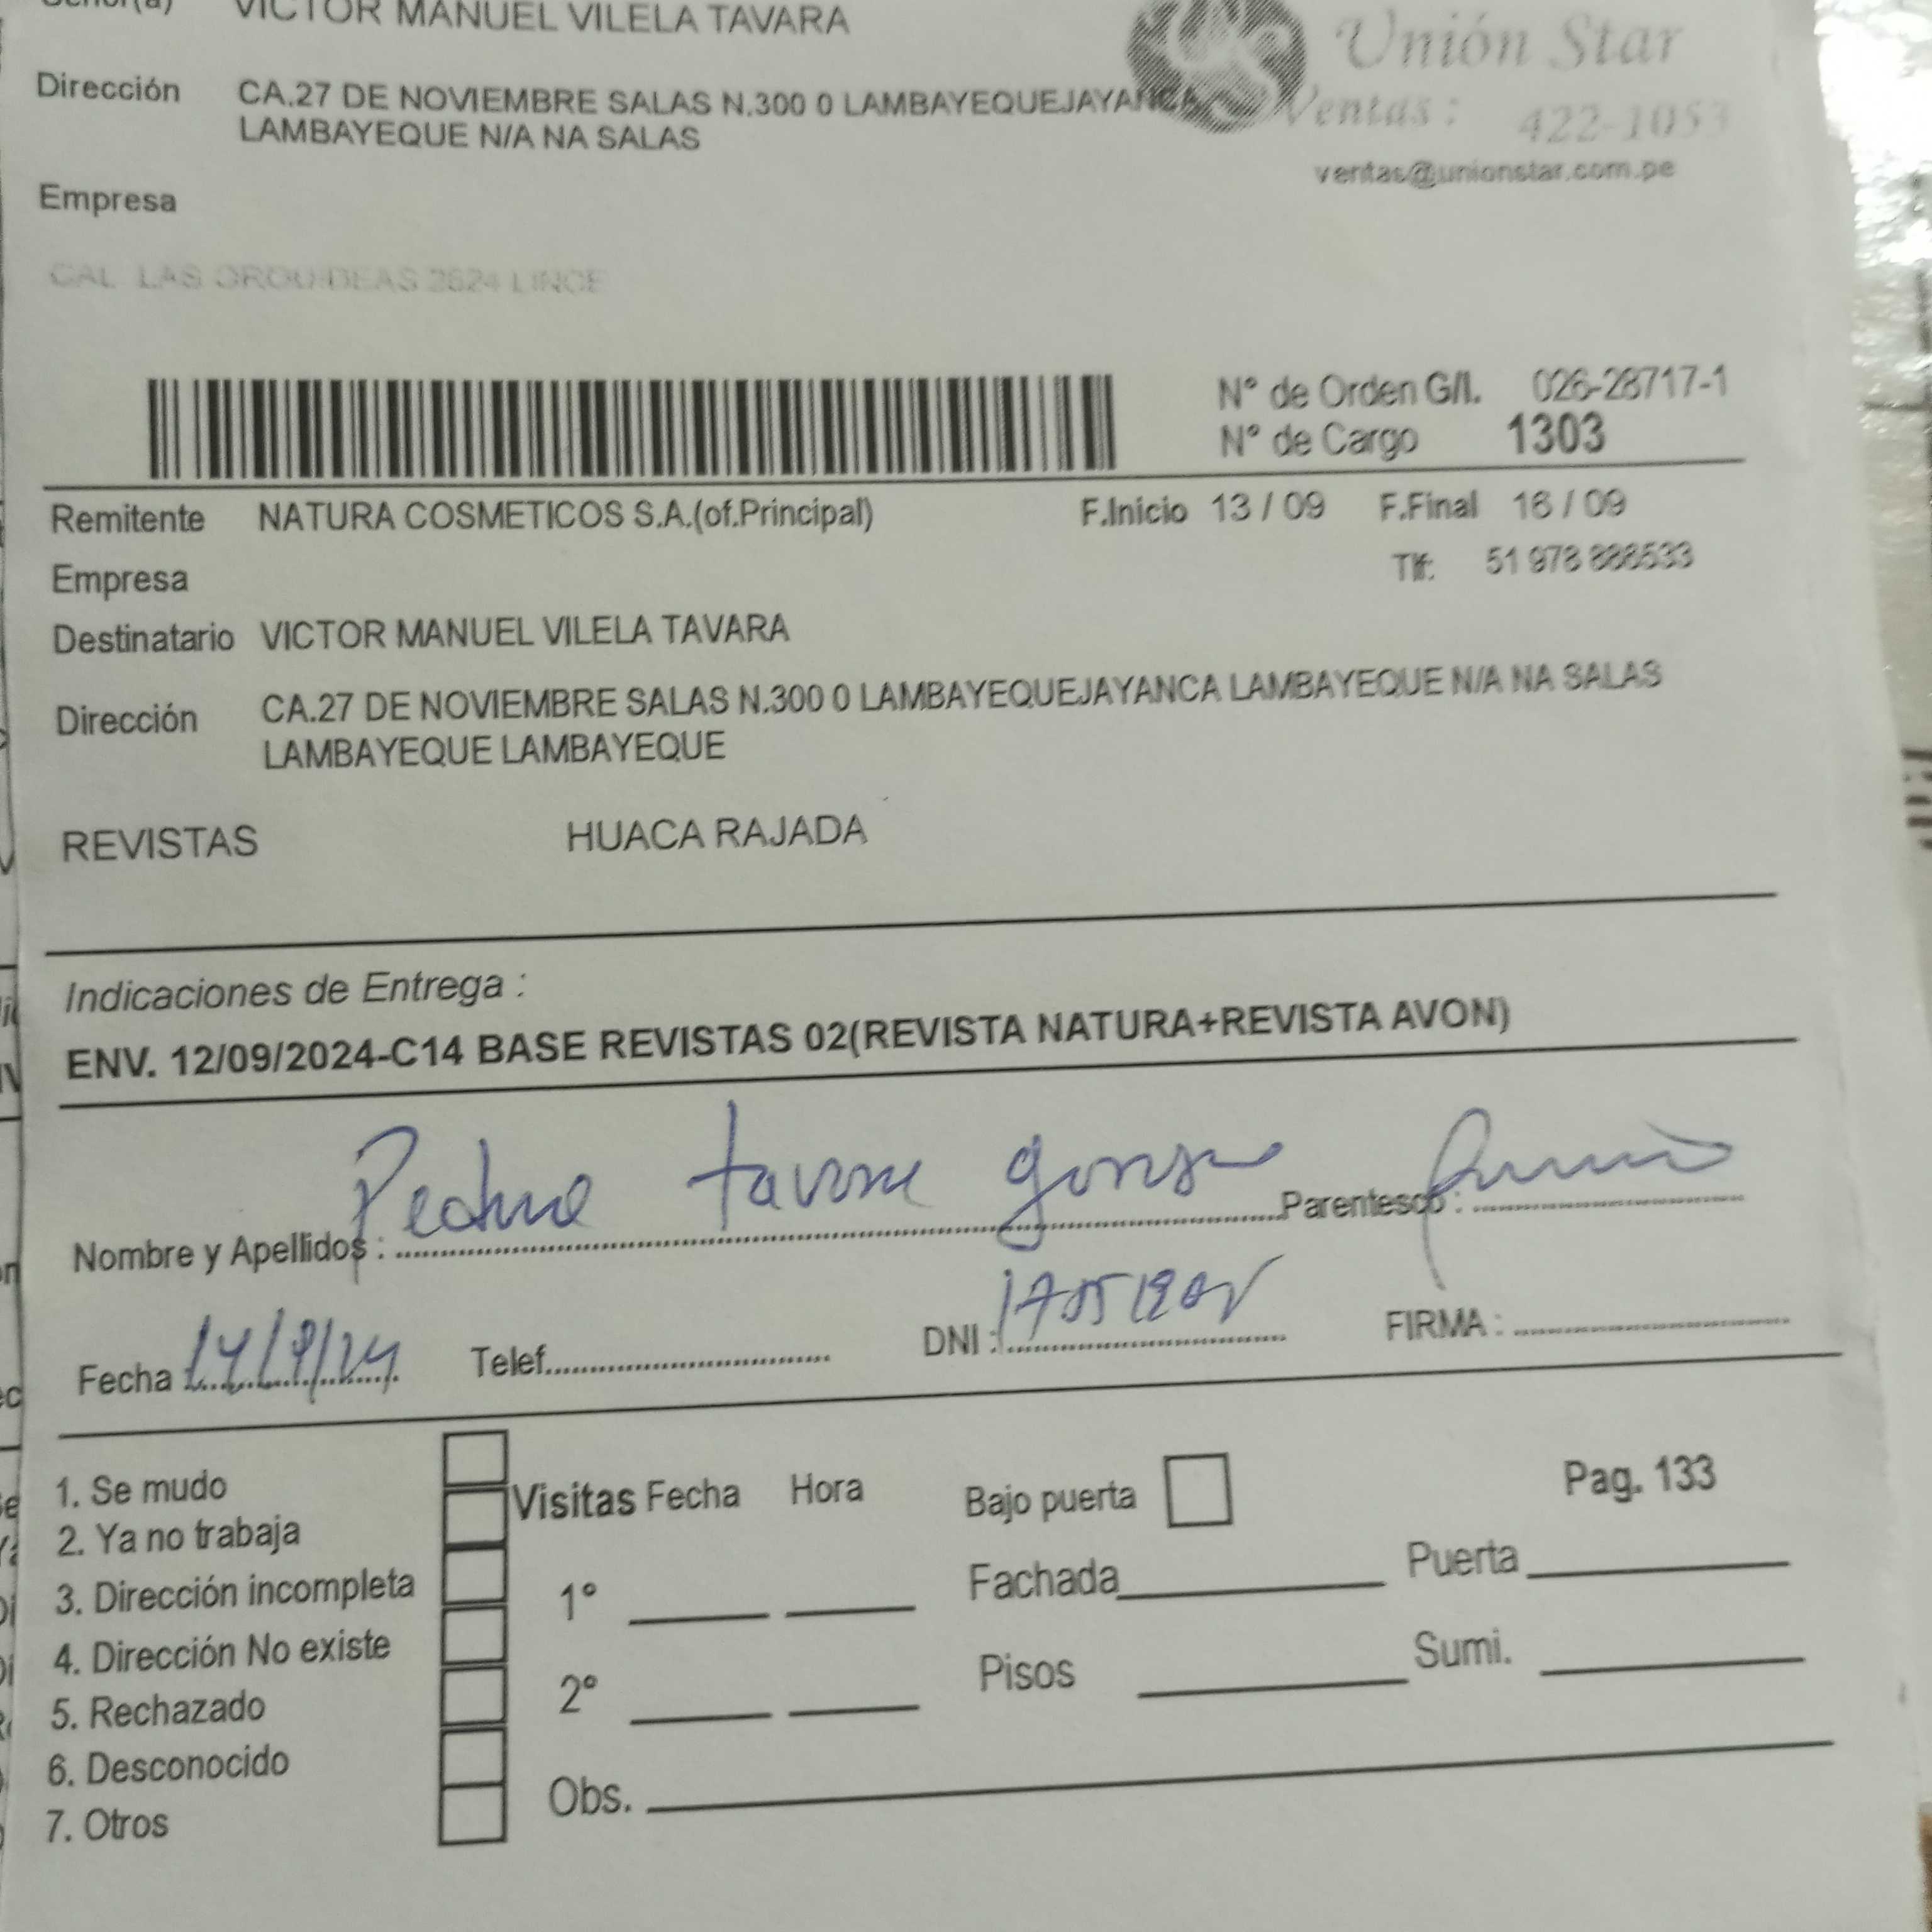 Señor(a) VICTOR MANUEL VILELA TAVARA
Unión Star
Ventas: 422-1053
ventas@unionstar.com.pe
Dirección CA.27 DE NOVIEMBRE SALAS N.300 0 LAMBAYEQUEJAYANCA
LAMBAYEQUE N/A NA SALAS
Empresa
CAL LAS ORQUIDEAS 2624 LINCE
N° de Orden G/I. 026-28717-1
N° de Cargo 1303
Remitente NATURA COSMETICOS S.A.(of.Principal) F.Inicio 13 / 09 F.Final 16 / 09
Empresa Tlf: 51 978 888533
Destinatario VICTOR MANUEL VILELA TAVARA
Dirección CA.27 DE NOVIEMBRE SALAS N.300 0 LAMBAYEQUEJAYANCA LAMBAYEQUE N/A NA SALAS
LAMBAYEQUE LAMBAYEQUE
REVISTAS HUACA RAJADA
Indicaciones de Entrega :
ENV. 12/09/2024-C14 BASE REVISTAS 02(REVISTA NATURA+REVISTA AVON)
Nombre y Apellidos : Parentesco :
Fecha 14/9/24 Telef. DNI : FIRMA :
1. Se mudo
2. Ya no trabaja
3. Dirección incompleta
4. Dirección No existe
5. Rechazado
6. Desconocido
7. Otros
Visitas Fecha Hora
1°
2°
Obs.
Bajo puerta
Pag. 133
Fachada Puerta
Pisos Sumi.